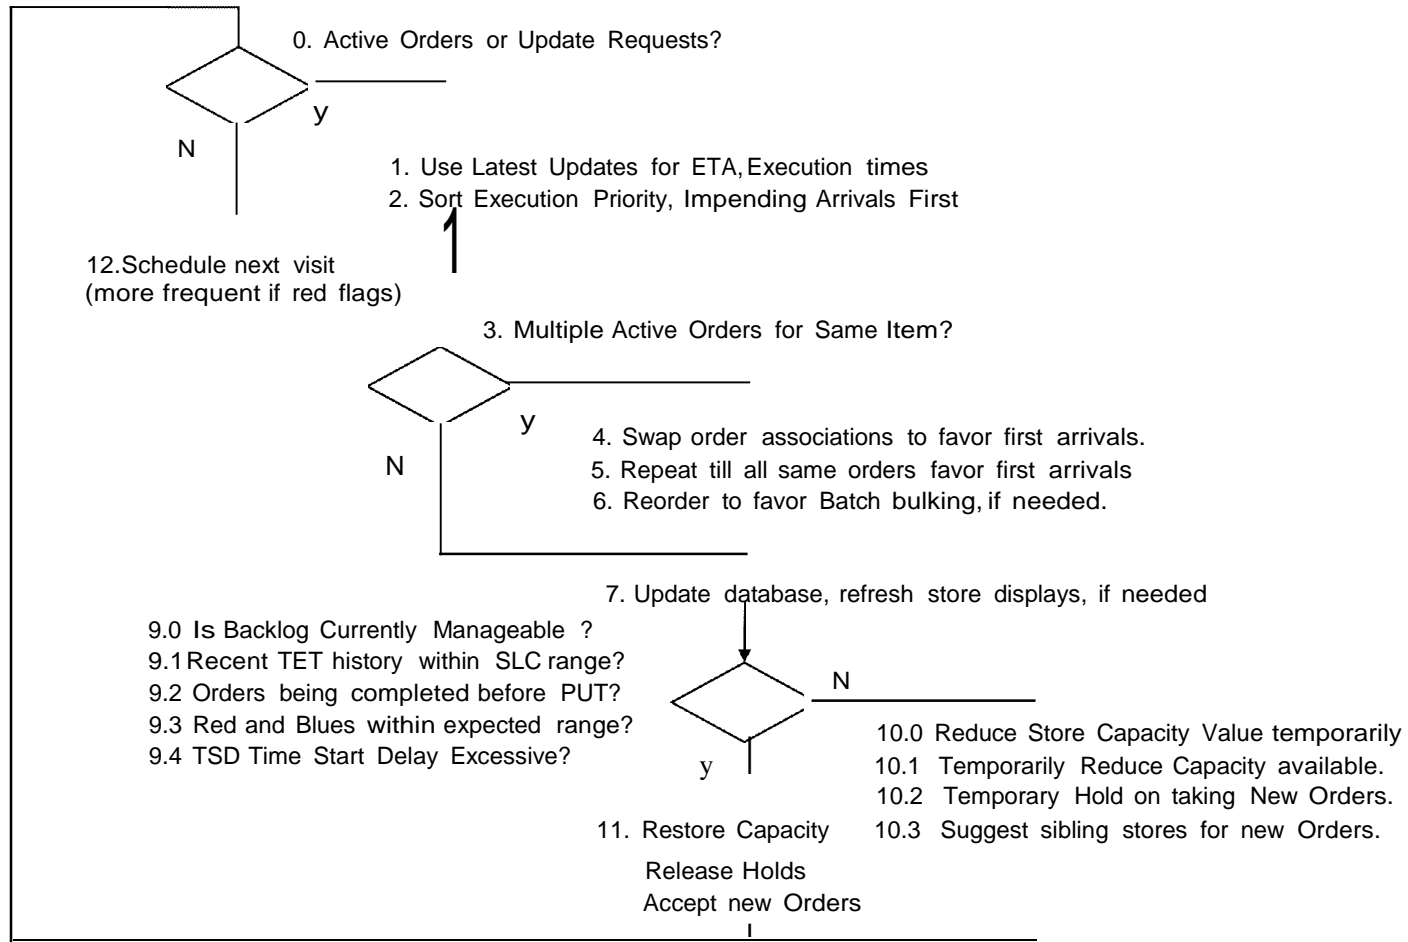 0. Active Orders or Update Requests?
y
N
1. Use Latest Updates for ETA, Execution times
2. Sort Execution Priority, Impending Arrivals First
12.Schedule next visit
(more frequent if red flags)
3. Multiple Active Orders for Same Item?
y
N
4. Swap order associations to favor first arrivals.
5. Repeat till all same orders favor first arrivals
6. Reorder to favor Batch bulking, if needed.
7. Update database, refresh store displays, if needed
9.0 Is Backlog Currently Manageable ?
9.1 Recent TET history within SLC range?
9.2 Orders being completed before PUT?
9.3 Red and Blues within expected range?
9.4 TSD Time Start Delay Excessive?
N
y
10.0 Reduce Store Capacity Value temporarily
10.1 Temporarily Reduce Capacity available.
10.2 Temporary Hold on taking New Orders.
10.3 Suggest sibling stores for new Orders.
11. Restore Capacity
Release Holds
Accept new Orders